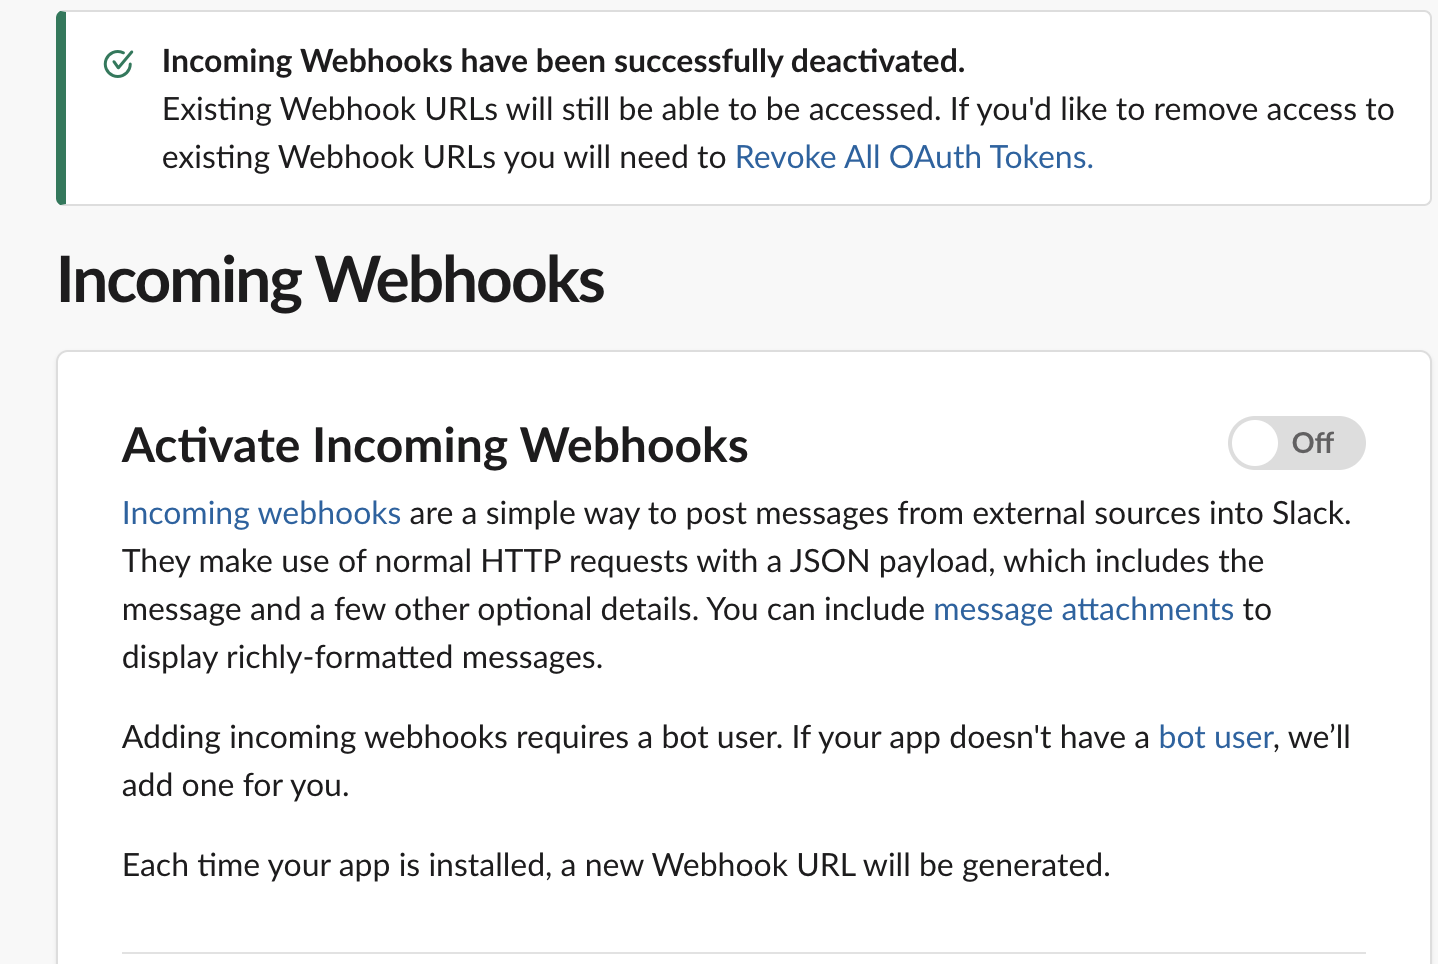 Incoming Webhooks have been successfully deactivated.
Existing Webhook URLs will still be able to be accessed. If you'd like to remove access to
existing Webhook URLs you will need to Revoke All OAuth Tokens.
Incoming Webhooks
Activate Incoming Webhooks
Off
Incoming webhooks are a simple way to post messages from external sources into Slack.
They make use of normal HTTP requests with a JSON payload, which includes the
message and a few other optional details. You can include message attachments to
display richly-formatted messages.
Adding incoming webhooks requires a bot user. If your app doesn't have a bot user, we’ll
add one for you.
Each time your app is installed, a new Webhook URL will be generated.